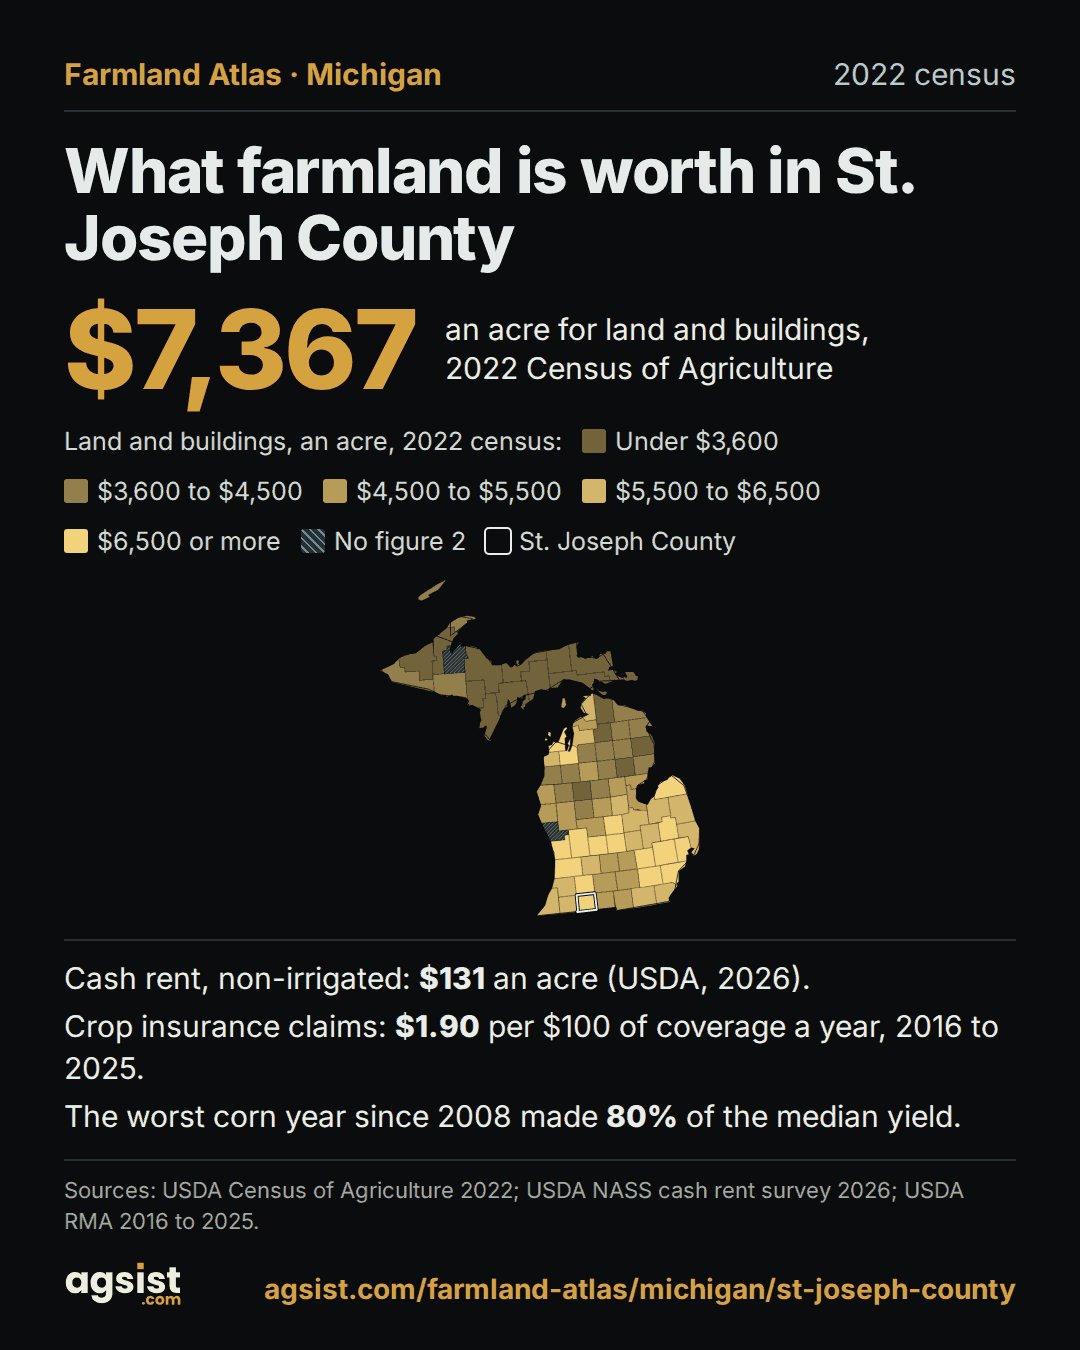 Farmland Atlas · Michigan
2022 census
What farmland is worth in St.
Joseph County
$7,367
an acre for land and buildings,
2022 Census of Agriculture
Land and buildings, an acre, 2022 census: Under $3,600
$3,600 to $4,500 $4,500 to $5,500 $5,500 to $6,500
$6,500 or more No figure 2 St. Joseph County
Cash rent, non-irrigated: $131 an acre (USDA, 2026).
Crop insurance claims: $1.90 per $100 of coverage a year, 2016 to
2025.
The worst corn year since 2008 made 80% of the median yield.
Sources: USDA Census of Agriculture 2022; USDA NASS cash rent survey 2026; USDA
RMA 2016 to 2025.
agsist
.com
agsist.com/farmland-atlas/michigan/st-joseph-county